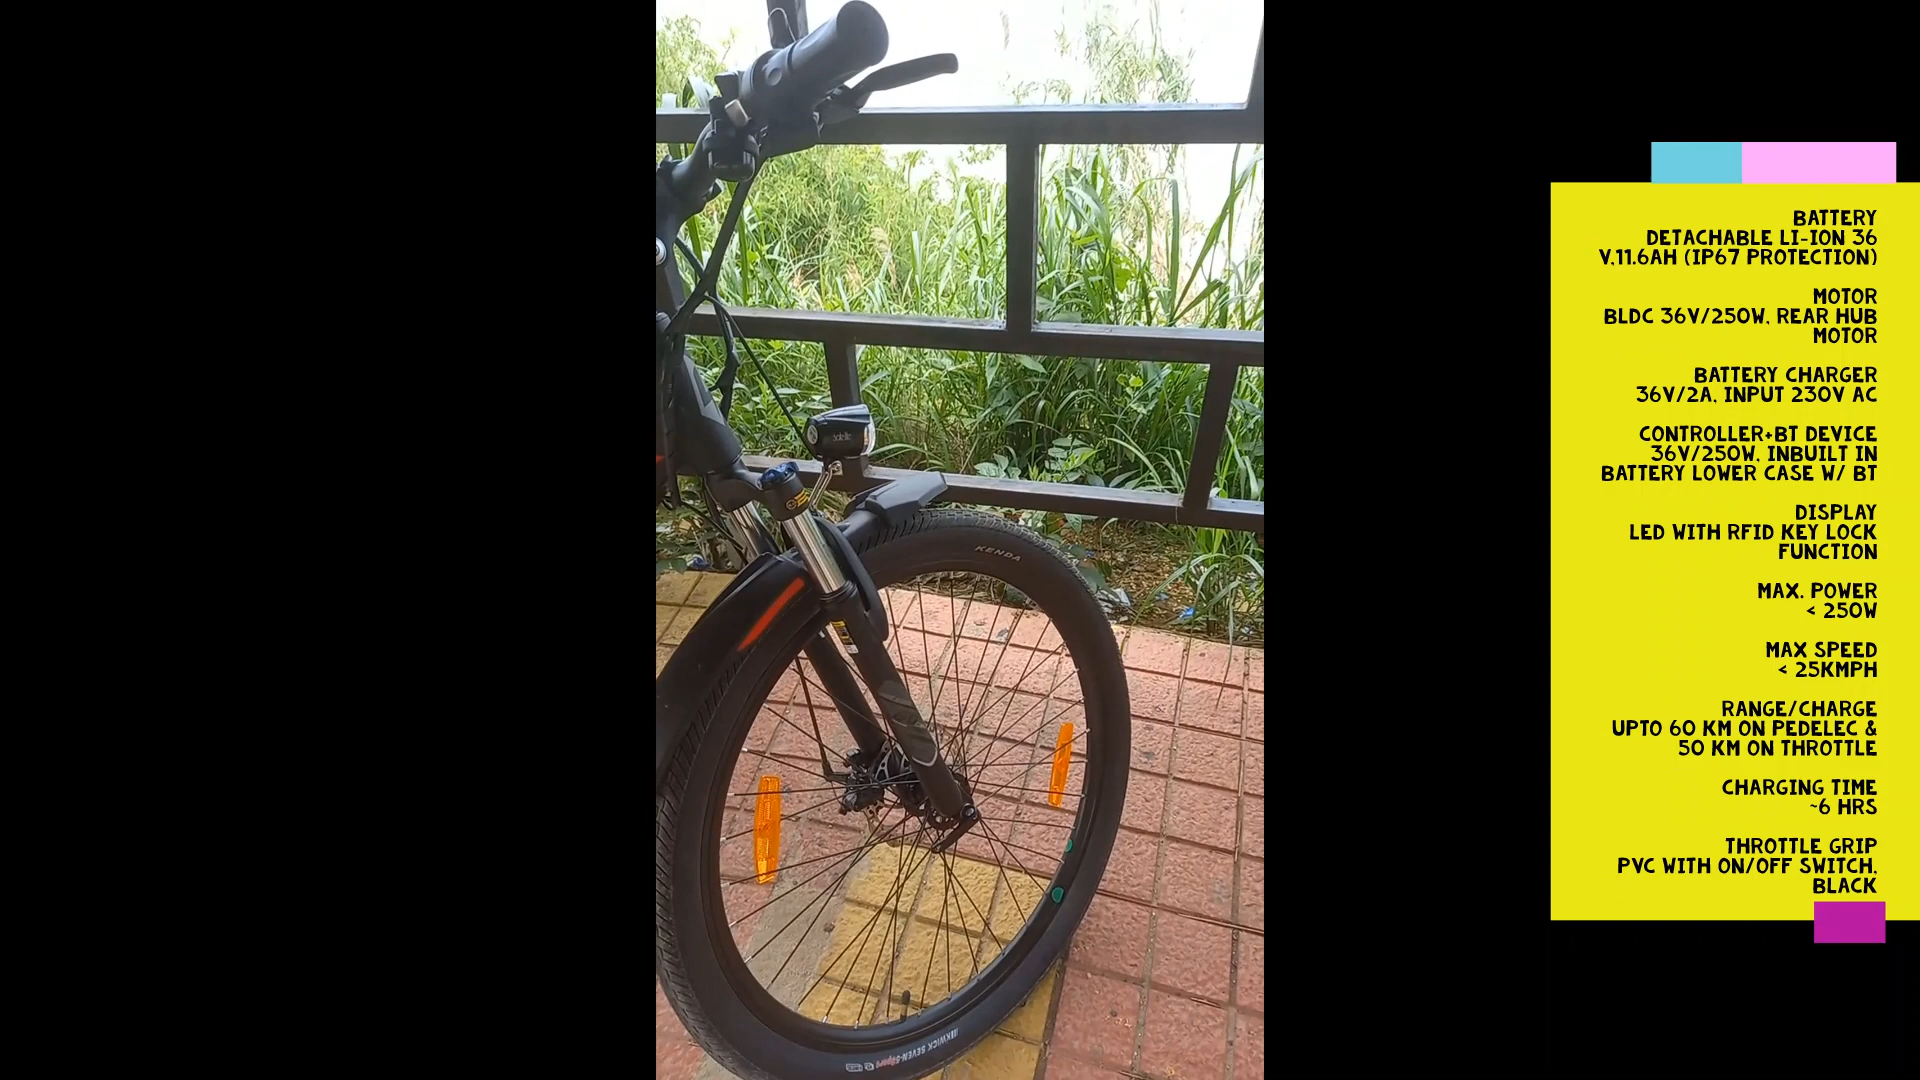 KENDA
KWICK SEVEN.5
BATTERY
DETACHABLE LI-ION 36
V,11.6AH (IP67 PROTECTION)
MOTOR
BLDC 36V/250W, REAR HUB
MOTOR
BATTERY CHARGER
36V/2A, INPUT 230V AC
CONTROLLER+BT DEVICE
36V/250W, INBUILT IN
BATTERY LOWER CASE W/ BT
DISPLAY
LED WITH RFID KEY LOCK
FUNCTION
MAX. POWER
< 250W
MAX SPEED
< 25KMPH
RANGE/CHARGE
UPTO 60 KM ON PEDELEC &
50 KM ON THROTTLE
CHARGING TIME
~6 HRS
THROTTLE GRIP
PVC WITH ON/OFF SWITCH,
BLACK